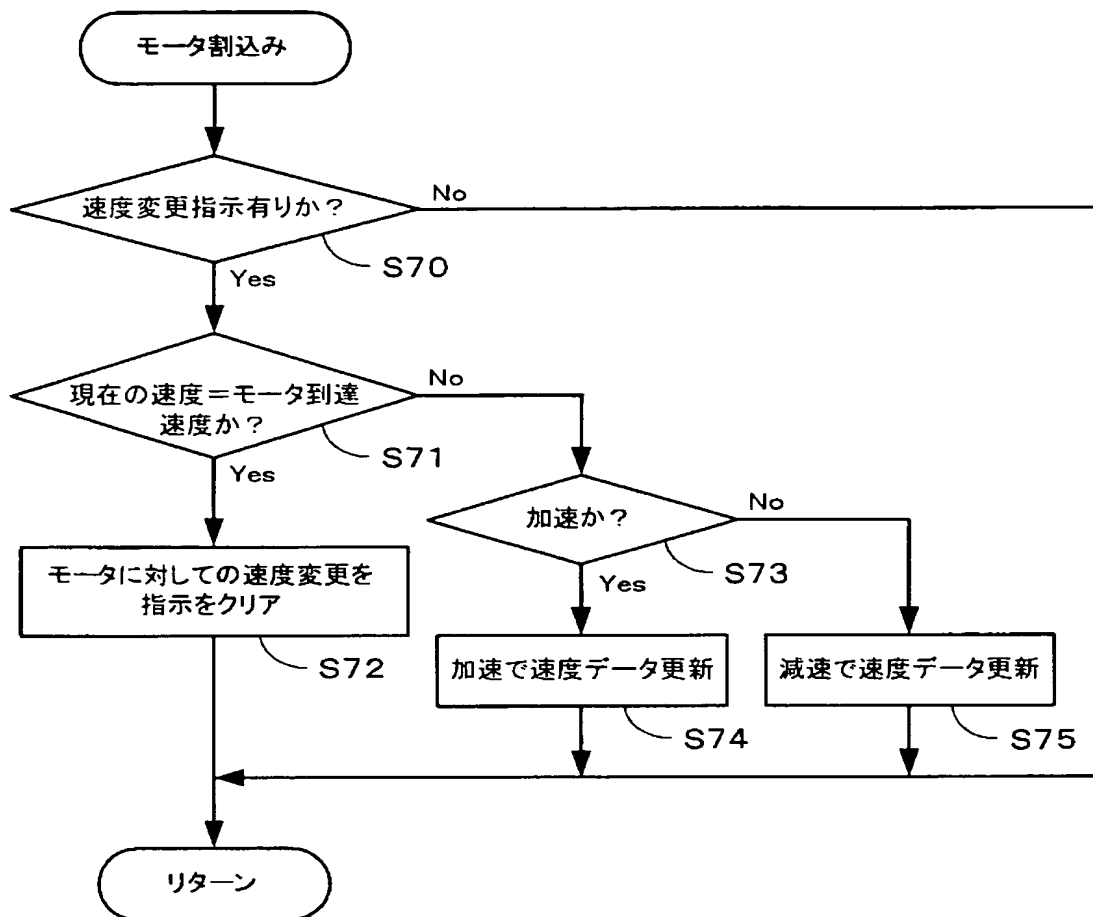 モータ割込み
速度変更指示有りか？
No
S70
Yes
現在の速度＝モータ到達
速度か？
No
S71
Yes
加速か？
No
S73
Yes
モータに対しての速度変更を
指示をクリア
S72
加速で速度データ更新
S74
減速で速度データ更新
S75
リターン